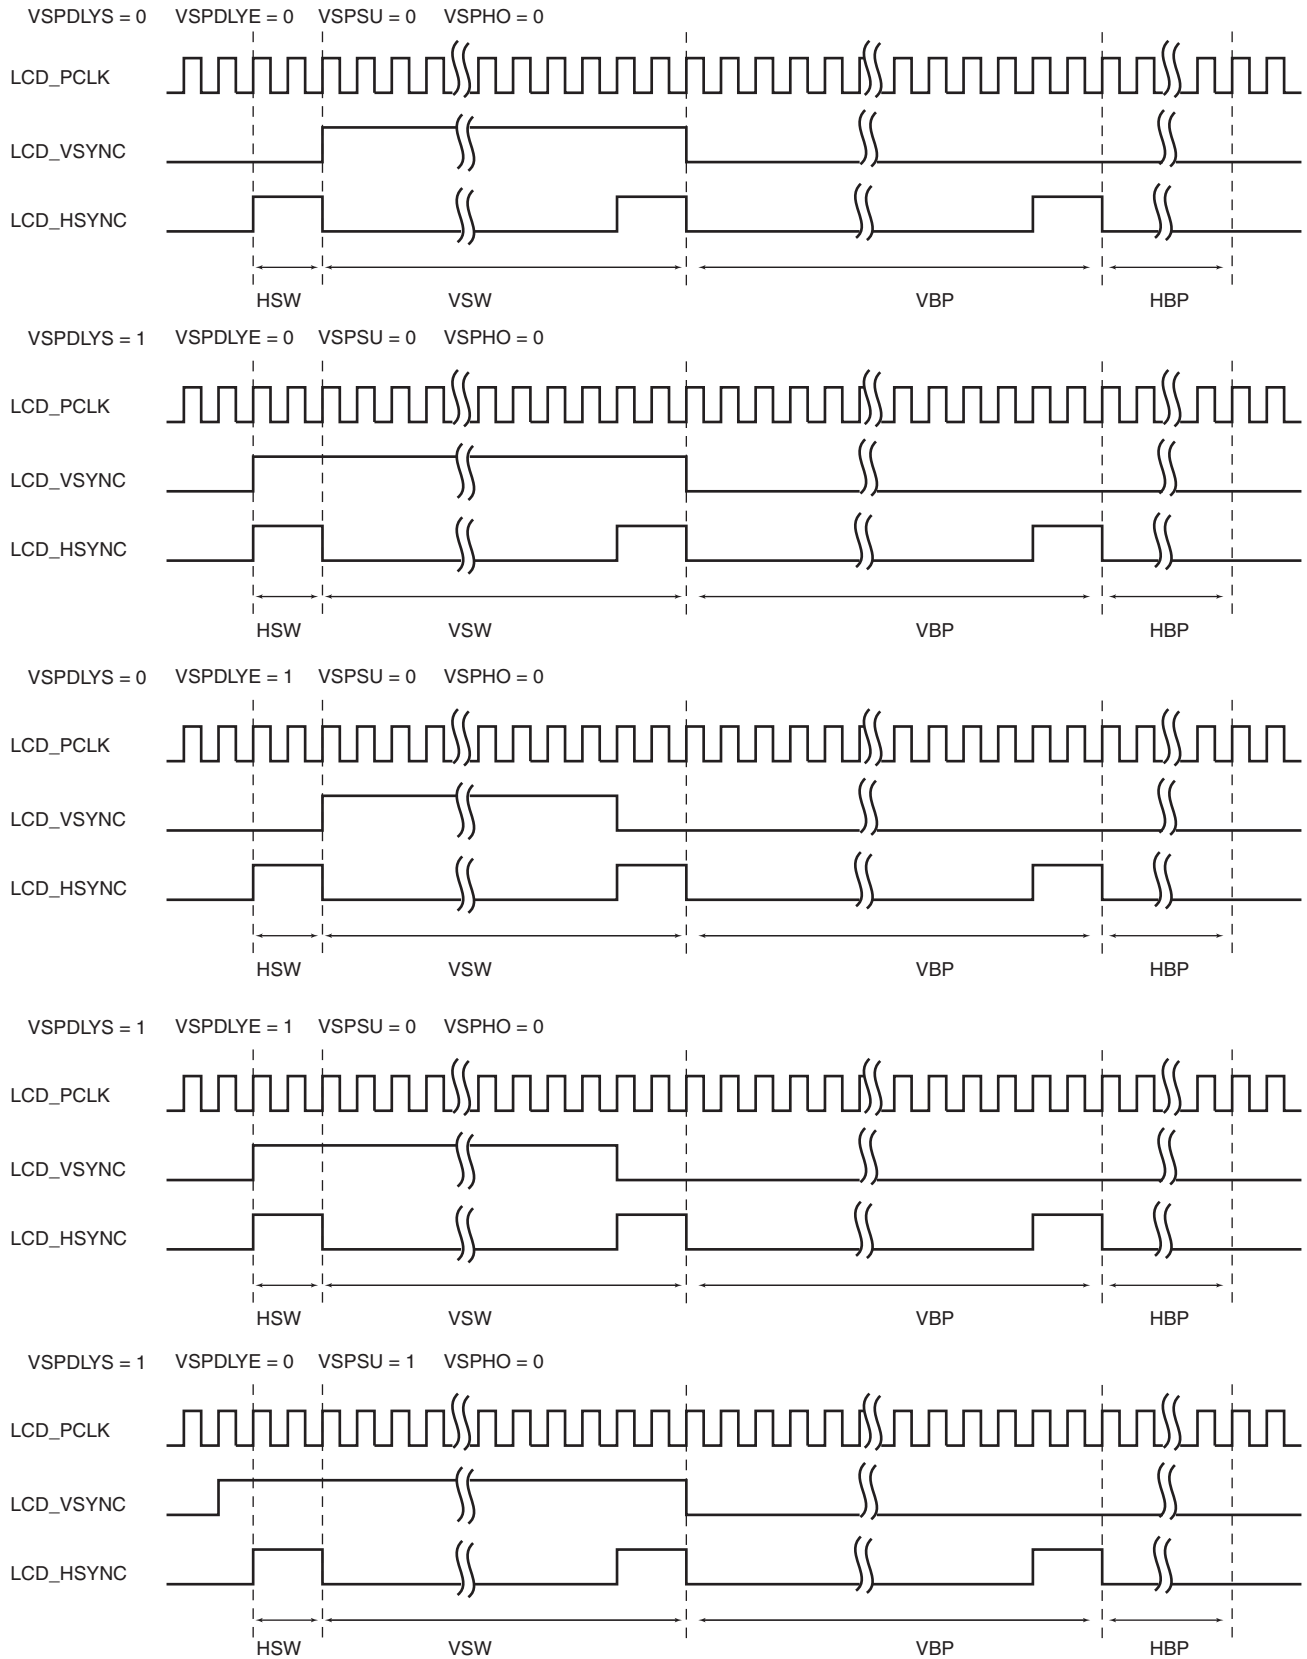 VSPDLYS = 0 VSPDLYE = 0 VSPSU = 0 VSPHO = 0
LCD_PCLK
LCD_VSYNC
LCD_HSYNC
HSW VSW VBP HBP
VSPDLYS = 1 VSPDLYE = 0 VSPSU = 0 VSPHO = 0
LCD_PCLK
LCD_VSYNC
LCD_HSYNC
HSW VSW VBP HBP
VSPDLYS = 0 VSPDLYE = 1 VSPSU = 0 VSPHO = 0
LCD_PCLK
LCD_VSYNC
LCD_HSYNC
HSW VSW VBP HBP
VSPDLYS = 1 VSPDLYE = 1 VSPSU = 0 VSPHO = 0
LCD_PCLK
LCD_VSYNC
LCD_HSYNC
HSW VSW VBP HBP
VSPDLYS = 1 VSPDLYE = 0 VSPSU = 1 VSPHO = 0
LCD_PCLK
LCD_VSYNC
LCD_HSYNC
HSW VSW VBP HBP